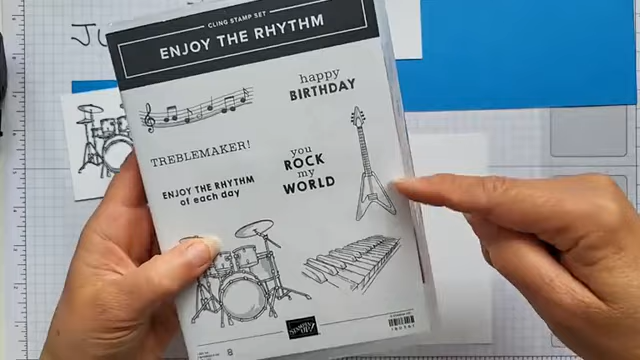 CLING STAMP SET
ENJOY THE RHYTHM
happy
BIRTHDAY
TREBLEMAKER!
you
ROCK
my
WORLD
ENJOY THE RHYTHM
of each day
8